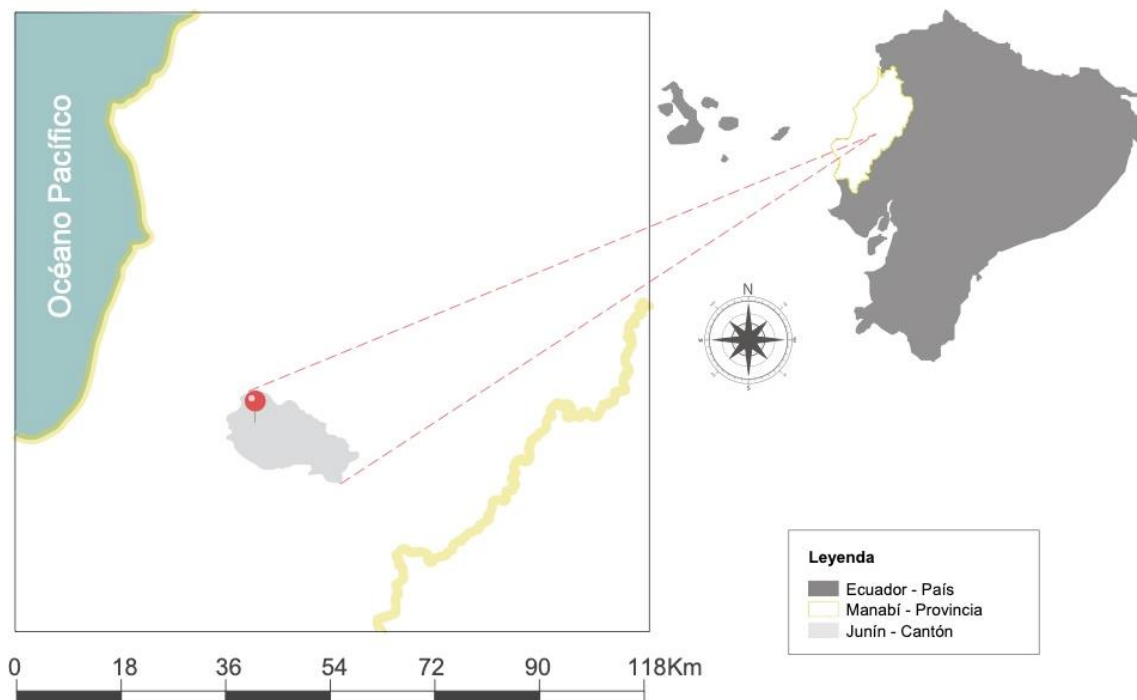 Océano Pacífico
N
Leyenda
Ecuador - País
Manabí - Provincia
Junín - Cantón
0 18 36 54 72 90 118Km